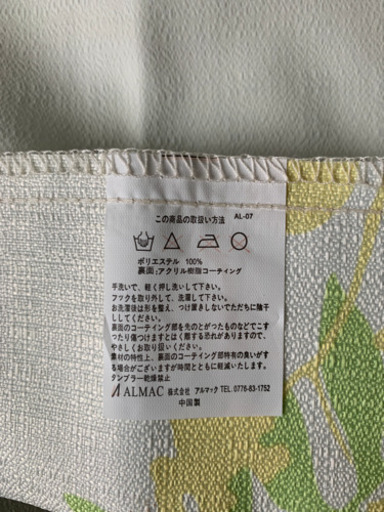 この商品の取扱い方法 AL-07
ポリエステル 100%
裏面:アクリル樹脂コーティング
手洗いで、軽く押し洗いして下さい。
フックを取り外して、洗濯して下さい。
お洗濯後は形を整え、つけ置きしないでただちに陰干
ししてください。
裏面のコーティング部を先のとがったものなどでこす
ったり傷つけますとはく離する恐れがありますので、
やさしくお取り扱いください。
素材の特性上、裏面のコーティング部特有の臭いがす
る場合がございますが時間とともに軽減いたします。
タンブラー乾燥禁止
ALMAC 株式会社 アルマック TEL.0776-83-1752
中国製